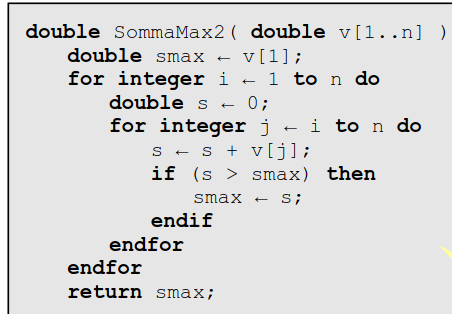 double SommaMax2( double v[1..n] )
double smax ← v[1];
for integer i ← 1 to n do
double s ← 0;
for integer j ← i to n do
s ← s + v[j];
if (s > smax) then
smax ← s;
endif
endfor
endfor
return smax;